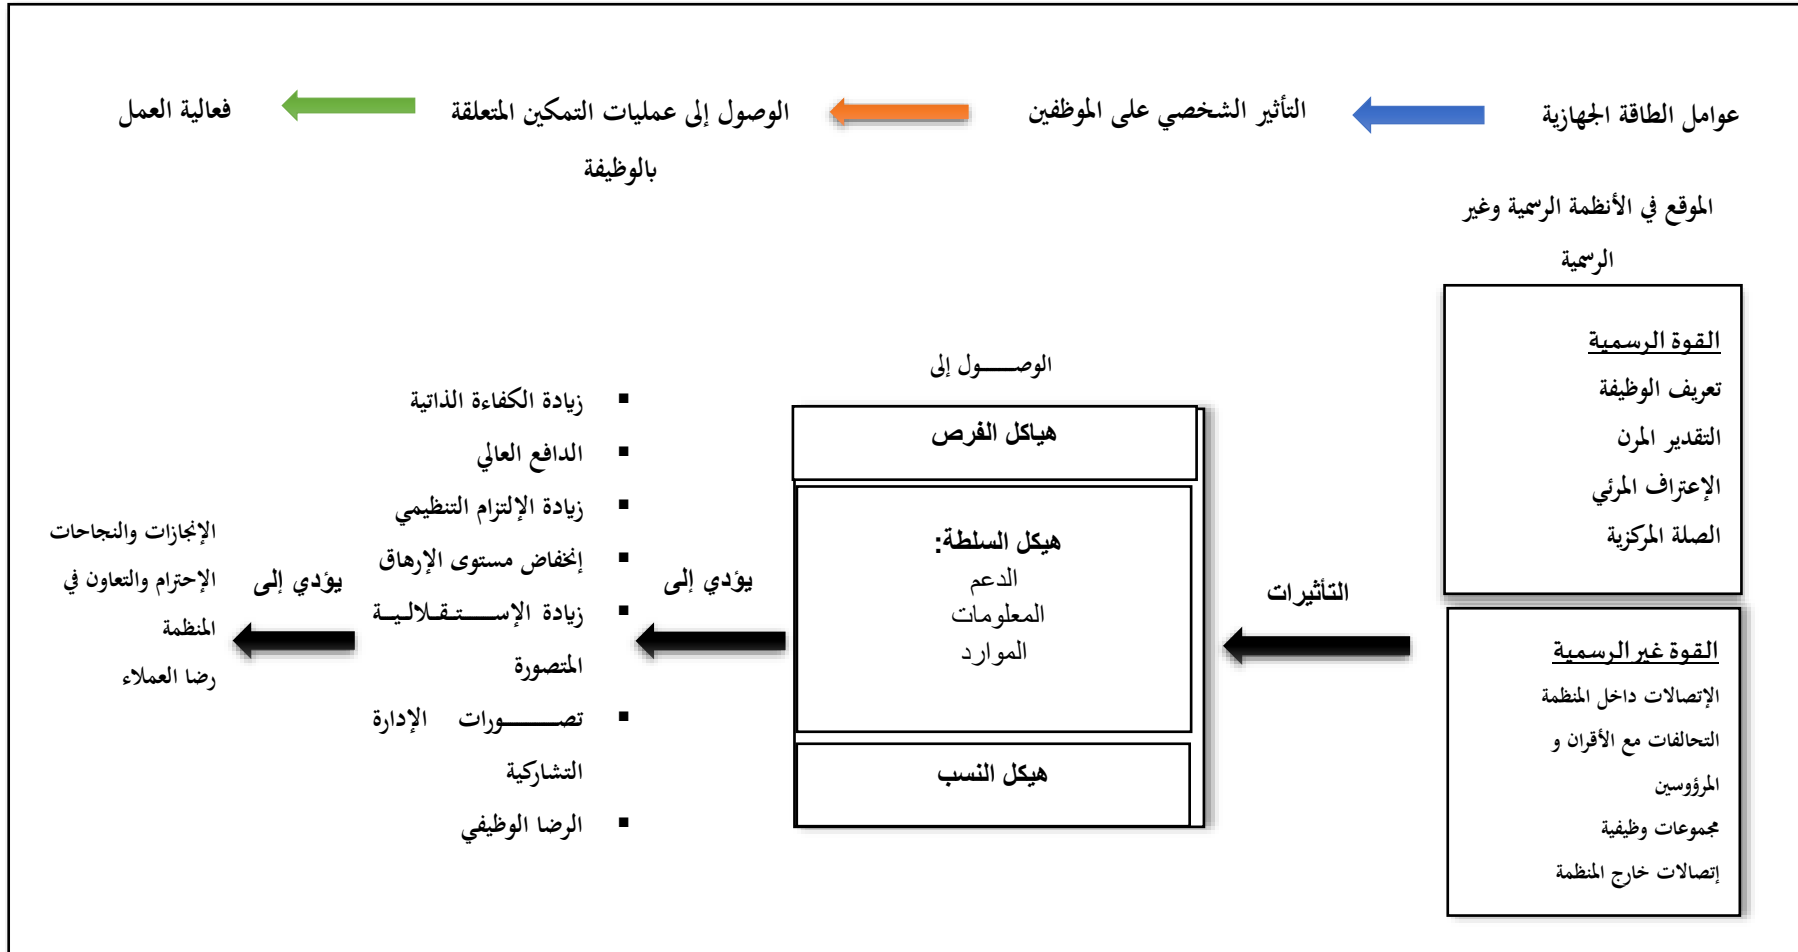 عوامل الطاقة الجهازية
التأثير الشخصي على الموظفين
الوصول إلى عمليات التمكين المتعلقة
بالوظيفة
فعالية العمل
الموقع في الأنظمة الرسمية وغير
الرسمية
القوة الرسمية
تعريف الوظيفة
التقدير المرن
الإعتراف المرئي
الصلة المركزية
القوة غير الرسمية
الإتصالات داخل المنظمة
التحالفات مع الأقران و
المرؤوسين
مجموعات وظيفية
إتصالات خارج المنظمة
التأثيرات
الوصـــــول إلى
هياكل الفرص
هيكل السلطة:
الدعم
المعلومات
الموارد
هيكل النسب
يؤدي إلى
▪ زيادة الكفاءة الذاتية
▪ الدافع العالي
▪ زيادة الإلتزام التنظيمي
▪ إنخفاض مستوى الإرهاق
▪ زيادة الإســـتـقـلالـيـة
المتصورة
▪ تصـــــورات الإدارة
التشاركية
▪ الرضا الوظيفي
يؤدي إلى
الإنجازات والنجاحات
الإحترام والتعاون في
المنظمة
رضا العملاء